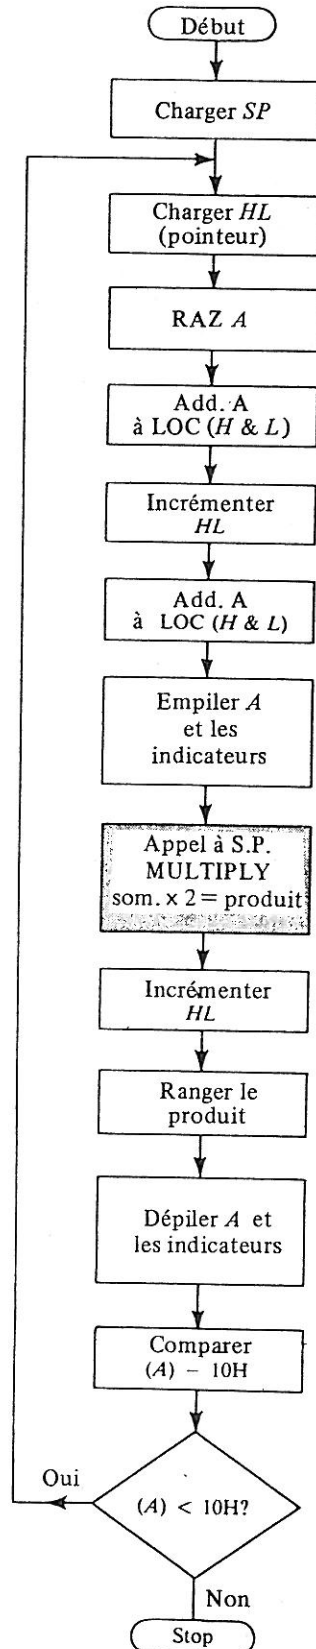 Début
Charger SP
Charger HL
(pointeur)
RAZ A
Add. A
à LOC (H & L)
Incrémenter
HL
Add. A
à LOC (H & L)
Empiler A
et les
indicateurs
Appel à S.P.
MULTIPLY
som. x 2 = produit
Incrémenter
HL
Ranger le
produit
Dépiler A et
les indicateurs
Comparer
(A) – 10H
Oui
(A) < 10H?
Non
Stop